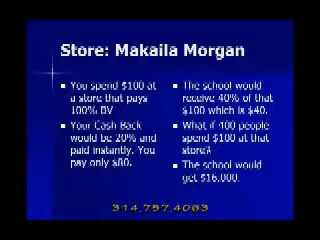 Store: Makaila Morgan
You spend $100 at
a store that pays
100% BV
Your Cash Back
would be 20% and
paid instantly. You
pay only $80.
The school would
receive 40% of that
$100 which is $40.
What if 400 people
spend $100 at that
store?
The school would
get $16,000.
314.757.4083